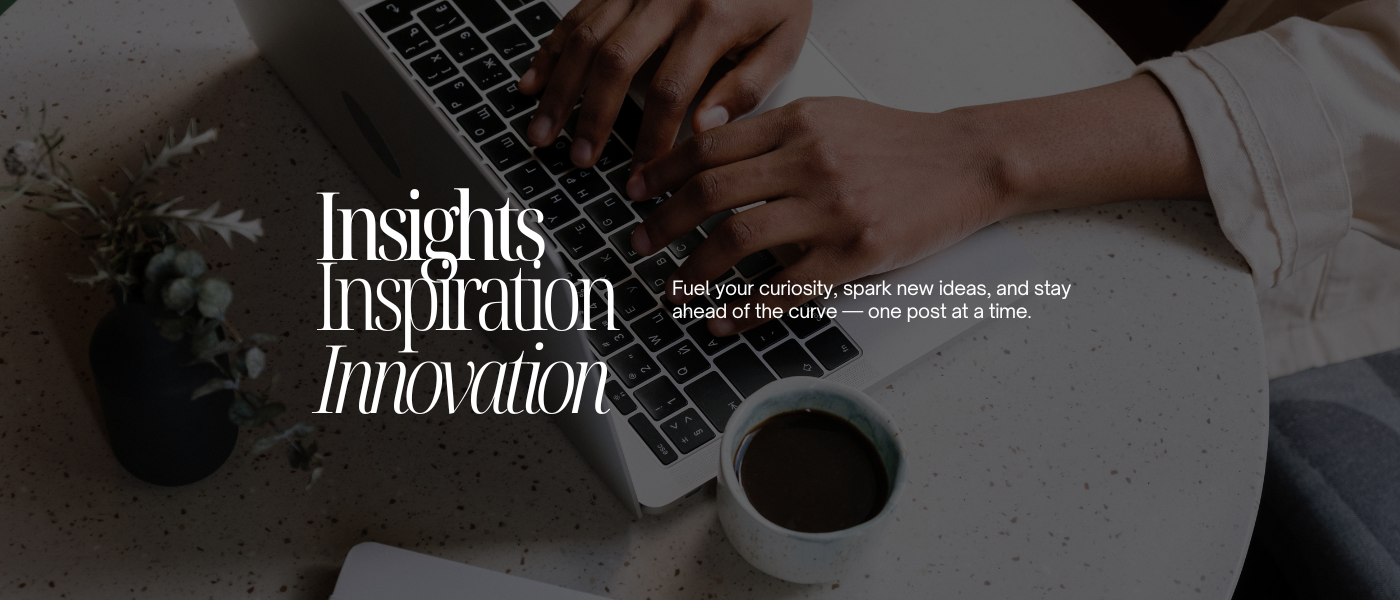 Insights
Inspiration
Innovation
Fuel your curiosity, spark new ideas, and stay
ahead of the curve — one post at a time.
esc